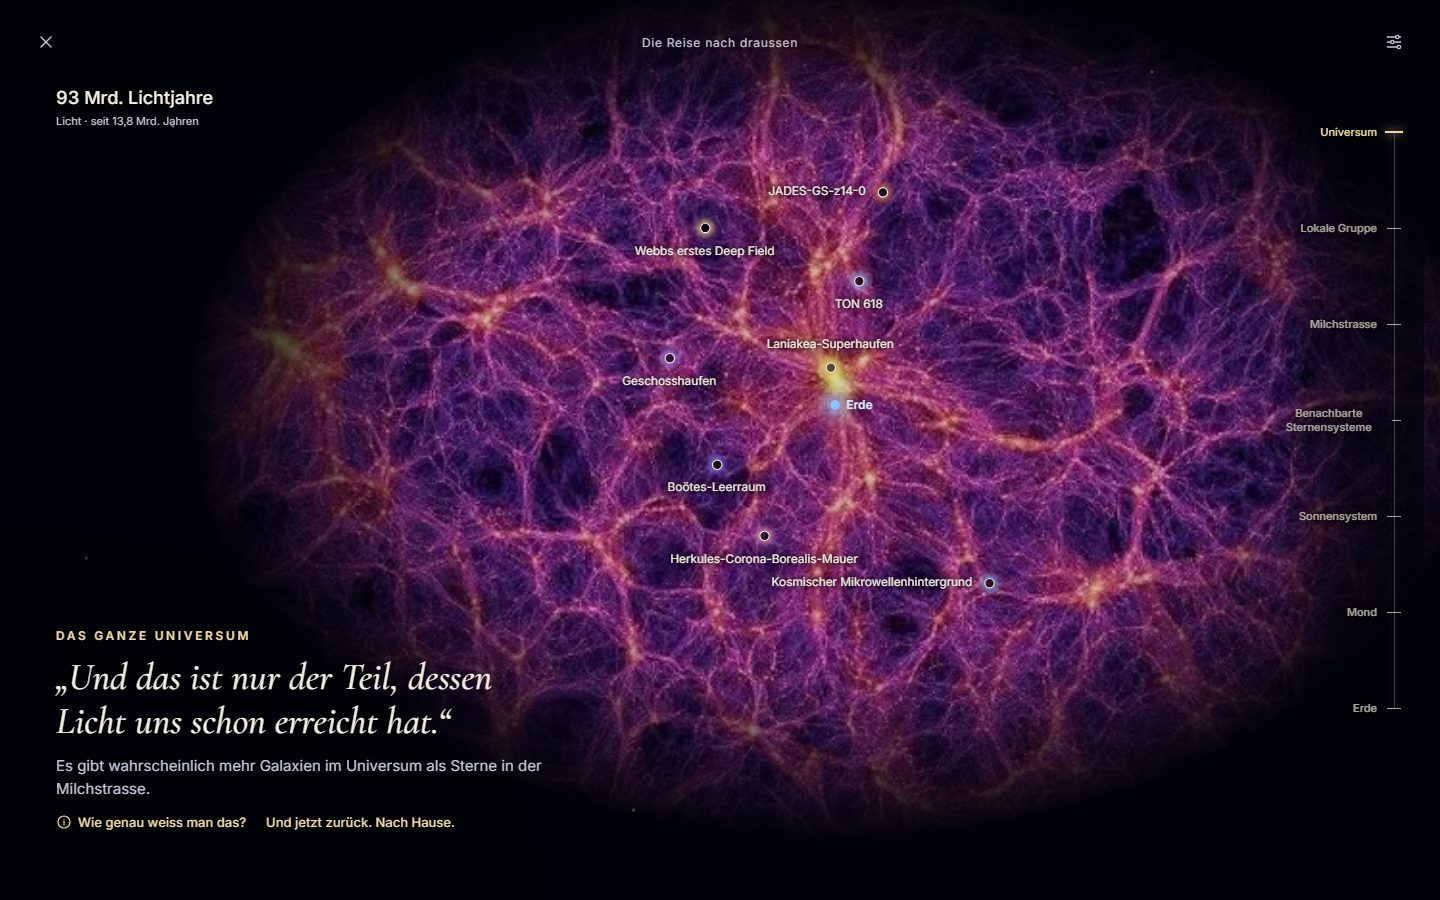 Die Reise nach draussen
93 Mrd. Lichtjahre
Licht · seit 13,8 Mrd. Jahren
Universum
JADES-GS-z14-0
Lokale Gruppe
Webbs erstes Deep Field
TON 618
Milchstrasse
Laniakea-Superhaufen
Geschosshaufen
Erde
Benachbarte
Sternensysteme
Boötes-Leerraum
Sonnensystem
Herkules-Corona-Borealis-Mauer
Kosmischer Mikrowellenhintergrund
Mond
DAS GANZE UNIVERSUM
„Und das ist nur der Teil, dessen
Licht uns schon erreicht hat.“
Erde
Es gibt wahrscheinlich mehr Galaxien im Universum als Sterne in der
Milchstrasse.
Wie genau weiss man das?
Und jetzt zurück. Nach Hause.